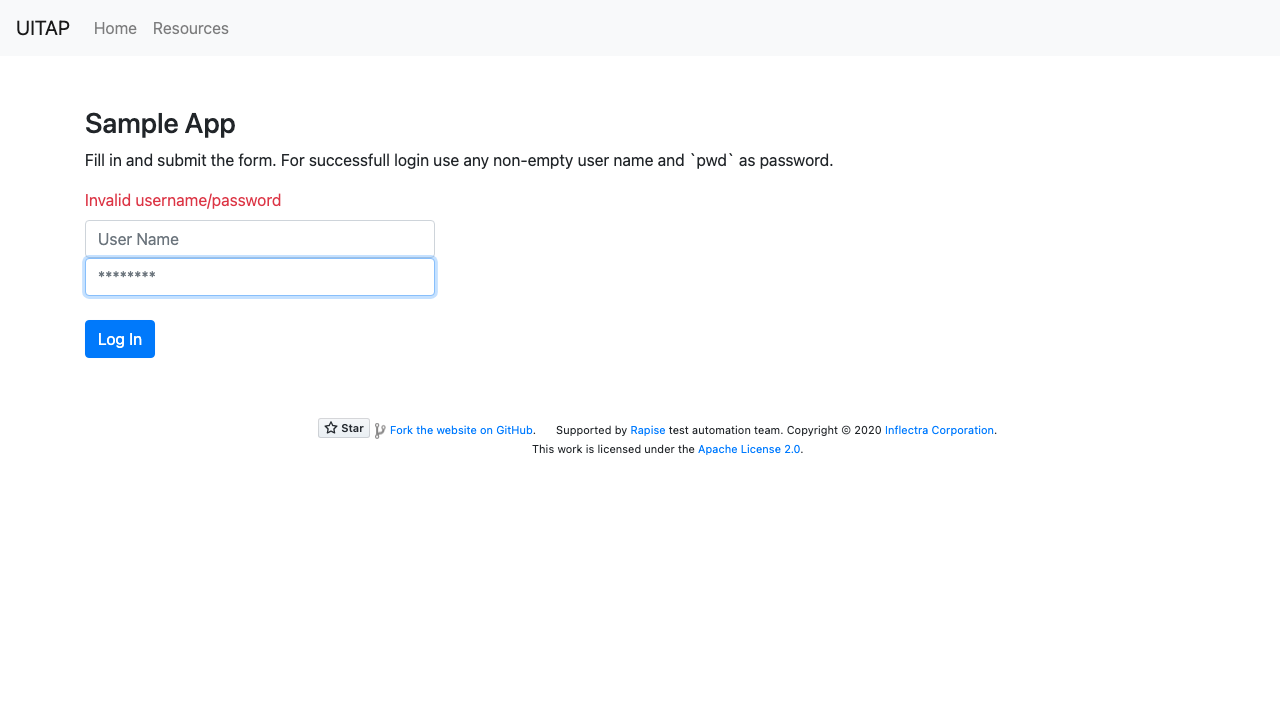 UITAP Home Resources
Sample App
Fill in and submit the form. For successfull login use any non-empty user name and `pwd` as password.
Invalid username/password
User Name
********
Log In
Star Fork the website on GitHub. Supported by Rapise test automation team. Copyright © 2020 Inflectra Corporation.
This work is licensed under the Apache License 2.0.